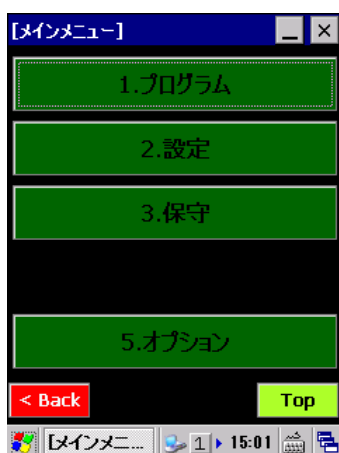 [メインメニュー]
1.プログラム
2.設定
3.保守
5.オプション
< Back
Top
[メインメニ...
1
15:01